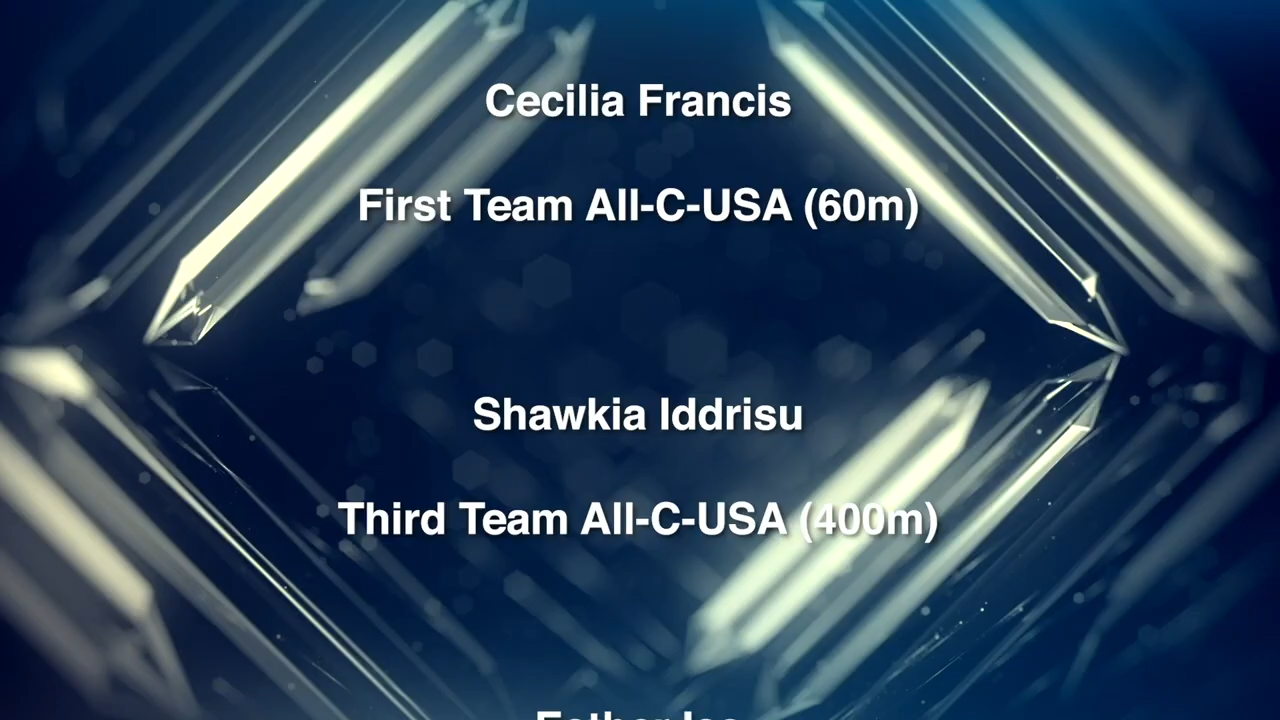 Cecilia Francis
First Team All-C-USA (60m)
Shawkia Iddrisu
Third Team All-C-USA (400m)